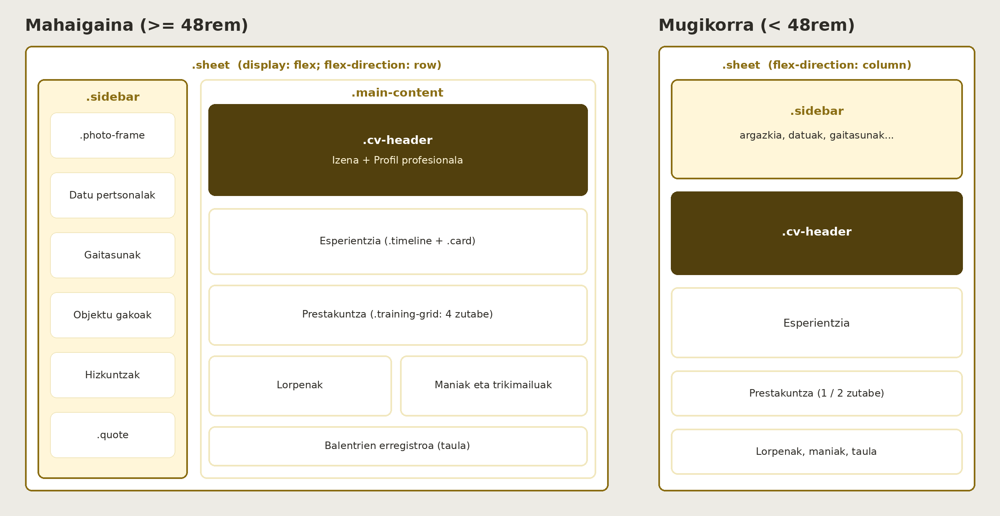 Mahaigaina (>= 48rem)
.sheet  (display: flex; flex-direction: row)
.sidebar
.photo-frame
Datu pertsonalak
Gaitasunak
Objektu gakoak
Hizkuntzak
.quote
.main-content
.cv-header
Izena + Profil profesionala
Esperientzia (.timeline + .card)
Prestakuntza (.training-grid: 4 zutabe)
Lorpenak
Maniak eta trikimailuak
Balentrien erregistroa (taula)
Mugikorra (< 48rem)
.sheet  (flex-direction: column)
.sidebar
argazkia, datuak, gaitasunak...
.cv-header
Esperientzia
Prestakuntza (1 / 2 zutabe)
Lorpenak, maniak, taula